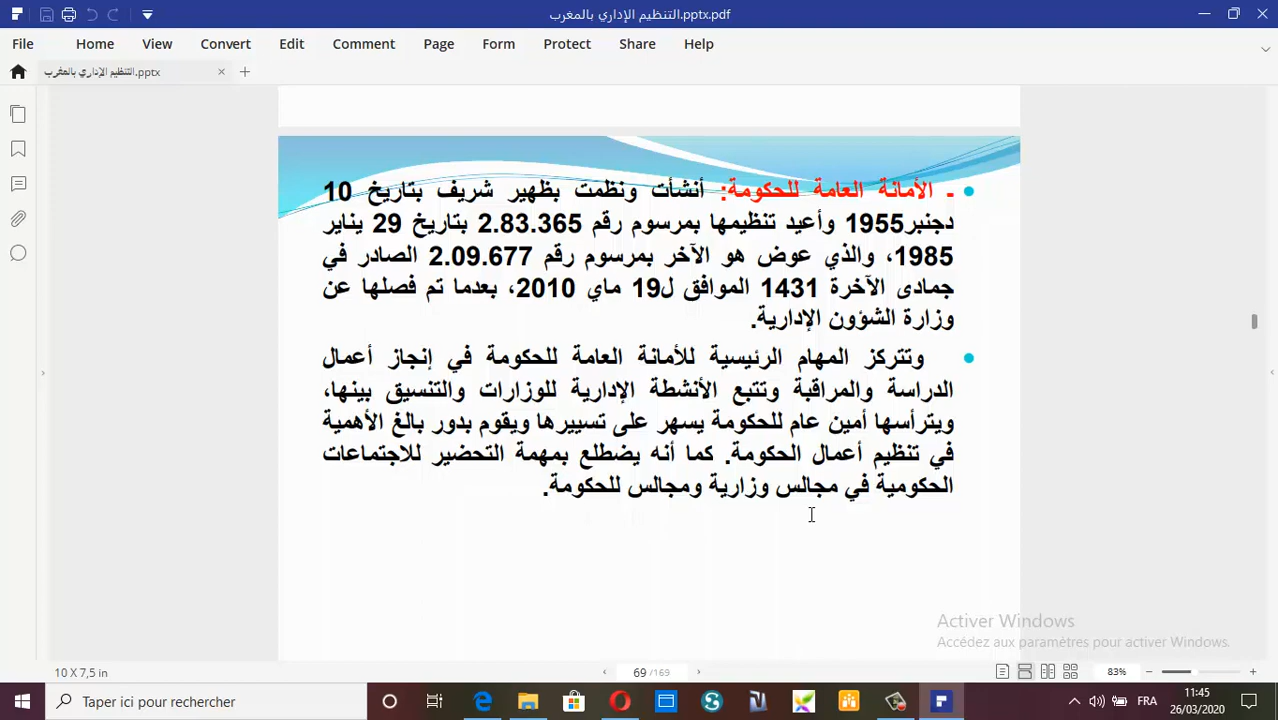 التنظيم الإداري بالمغرب.pptx.pdf
File Home View Convert Edit Comment Page Form Protect Share Help
التنظيم الإداري بالمغرب.pptx
ـ الأمانة العامة للحكومة: أنشأت ونظمت بظهير شريف بتاريخ 10
دجنبر1955 وأعيد تنظيمها بمرسوم رقم 2.83.365 بتاريخ 29 يناير
1985، والذي عوض هو الآخر بمرسوم رقم 2.09.677 الصادر في
جمادى الآخرة 1431 الموافق ل19 ماي 2010، بعدما تم فصلها عن
وزارة الشؤون الإدارية.
وتتركز المهام الرئيسية للأمانة العامة للحكومة في إنجاز أعمال
الدراسة والمراقبة وتتبع الأنشطة الإدارية للوزارات والتنسيق بينها،
ويترأسها أمين عام للحكومة يسهر على تسييرها ويقوم بدور بالغ الأهمية
في تنظيم أعمال الحكومة. كما أنه يضطلع بمهمة التحضير للاجتماعات
الحكومية في مجالس وزارية ومجالس للحكومة.
Activer Windows
Accédez aux paramètres pour activer Windows.
10 X 7,5 in 69 /169 83%
Taper ici pour rechercher FRA 11:45
26/03/2020